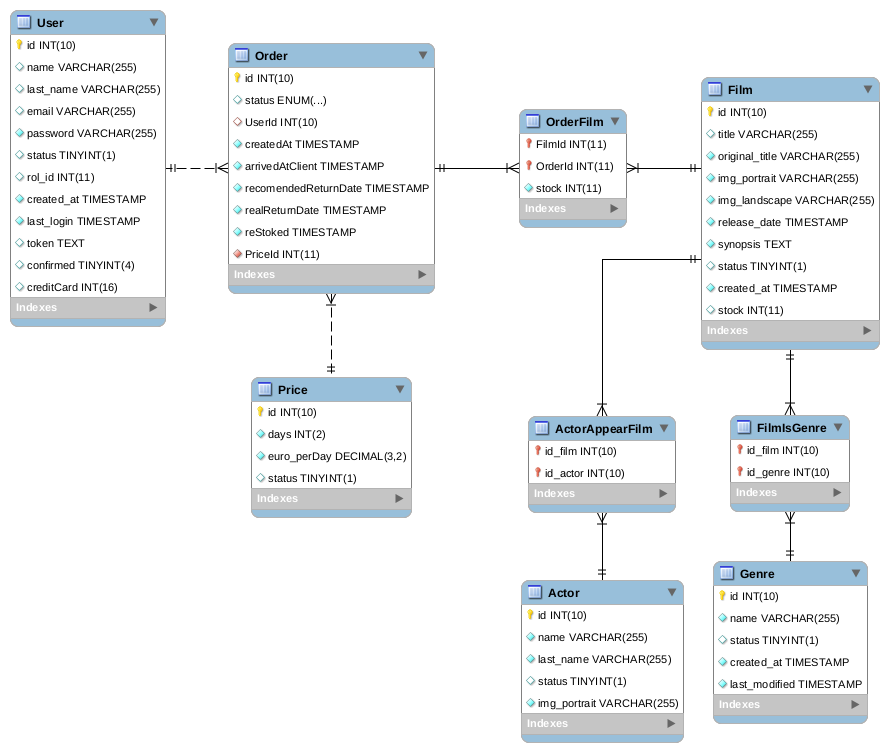 User
id INT(10)
name VARCHAR(255)
last_name VARCHAR(255)
email VARCHAR(255)
password VARCHAR(255)
status TINYINT(1)
rol_id INT(11)
created_at TIMESTAMP
last_login TIMESTAMP
token TEXT
confirmed TINYINT(4)
creditCard INT(16)
Indexes
Order
id INT(10)
status ENUM(...)
UserId INT(10)
createdAt TIMESTAMP
arrivedAtClient TIMESTAMP
recomendedReturnDate TIMESTAMP
realReturnDate TIMESTAMP
reStoked TIMESTAMP
PriceId INT(11)
Indexes
OrderFilm
FilmId INT(11)
OrderId INT(11)
stock INT(11)
Indexes
Film
id INT(10)
title VARCHAR(255)
original_title VARCHAR(255)
img_portrait VARCHAR(255)
img_landscape VARCHAR(255)
release_date TIMESTAMP
synopsis TEXT
status TINYINT(1)
created_at TIMESTAMP
stock INT(11)
Indexes
Price
id INT(10)
days INT(2)
euro_perDay DECIMAL(3,2)
status TINYINT(1)
Indexes
ActorAppearFilm
id_film INT(10)
id_actor INT(10)
Indexes
FilmIsGenre
id_film INT(10)
id_genre INT(10)
Indexes
Actor
id INT(10)
name VARCHAR(255)
last_name VARCHAR(255)
status TINYINT(1)
img_portrait VARCHAR(255)
Indexes
Genre
id INT(10)
name VARCHAR(255)
status TINYINT(1)
created_at TIMESTAMP
last_modified TIMESTAMP
Indexes